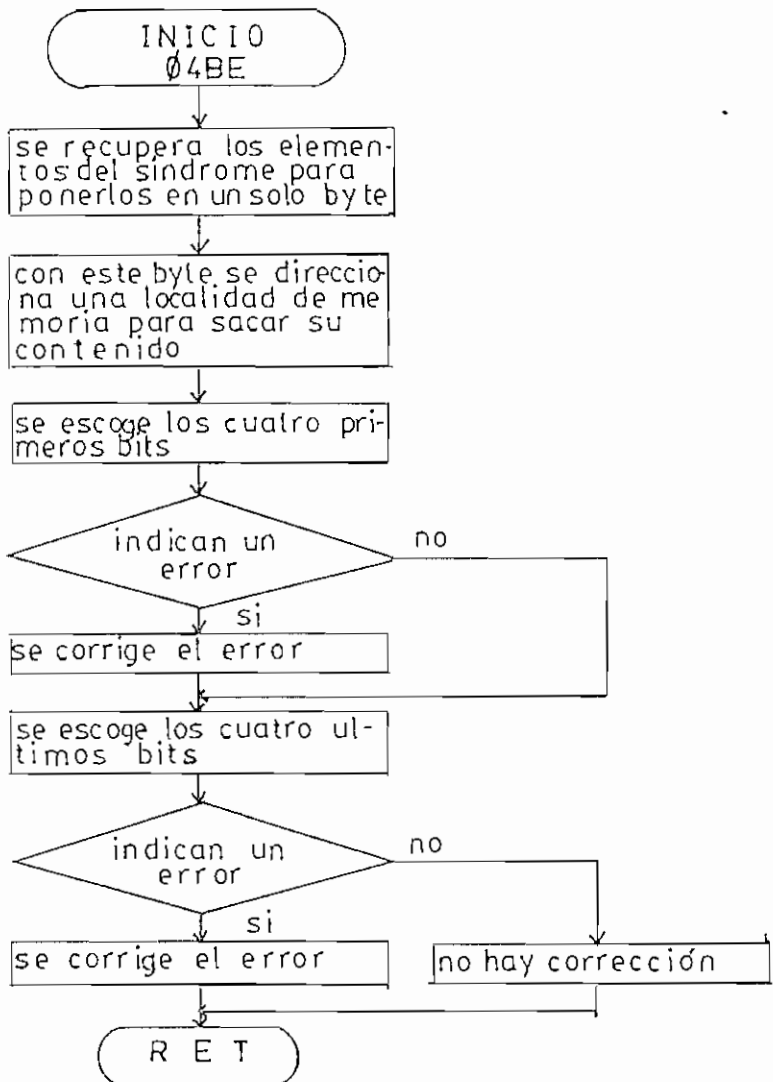 INICIO
Ø4BE
se recupera los elemen-
tos del síndrome para
ponerlos en un solo byte
con este byte se direccio-
na una localidad de me
moria para sacar su
contenido
se escoge los cuatro pri-
meros bits
indican un
error
no
si
se corrige el error
se escoge los cuatro ul-
timos bits
indican un
error
no
si
se corrige el error
no hay corrección
RET